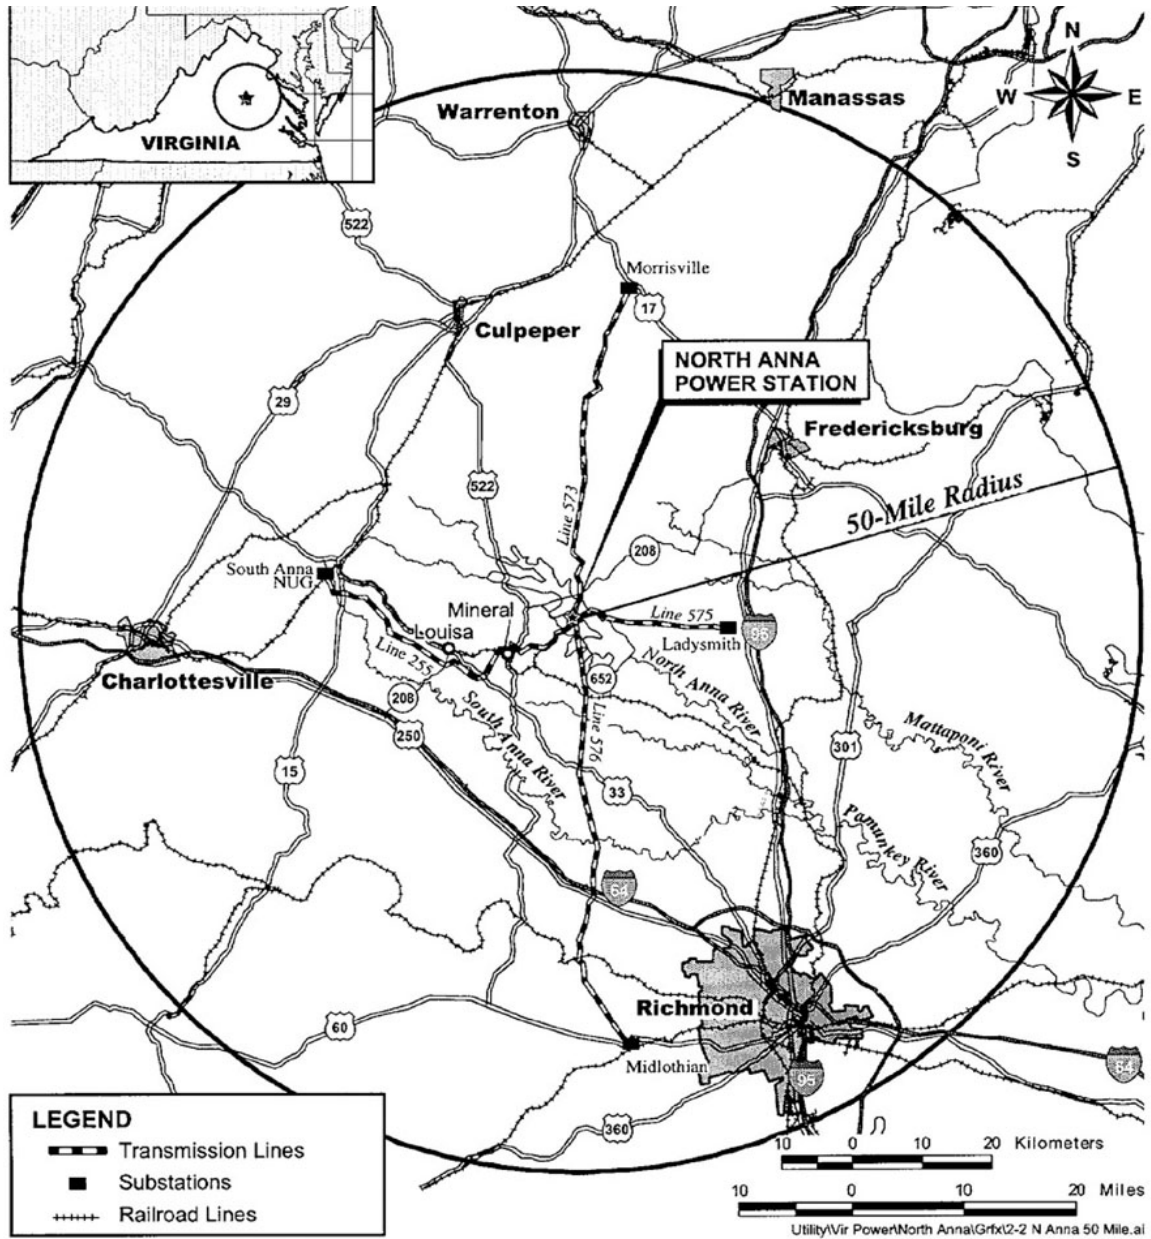 N
W E
S
VIRGINIA
Warrenton
Manassas
522
Morrisville
17
Culpeper
NORTH ANNA
POWER STATION
29
Fredericksburg
522
50-Mile Radius
Line 573
208
South Anna
NUG
Mineral
Louisa
Line 575
Ladysmith
95
Line 255
Charlottesville
208
652
North Anna River
South Anna River
Line 576
250
Mattaponi River
301
15
33
Pamunkey River
360
64
Richmond
60
Midlothian
95
64
360
LEGEND
Transmission Lines
Substations
Railroad Lines
10 0 10 20 Kilometers
10 0 10 20 Miles
Utility\Vir Power\North Anna\Grfx\2-2 N Anna 50 Mile.ai